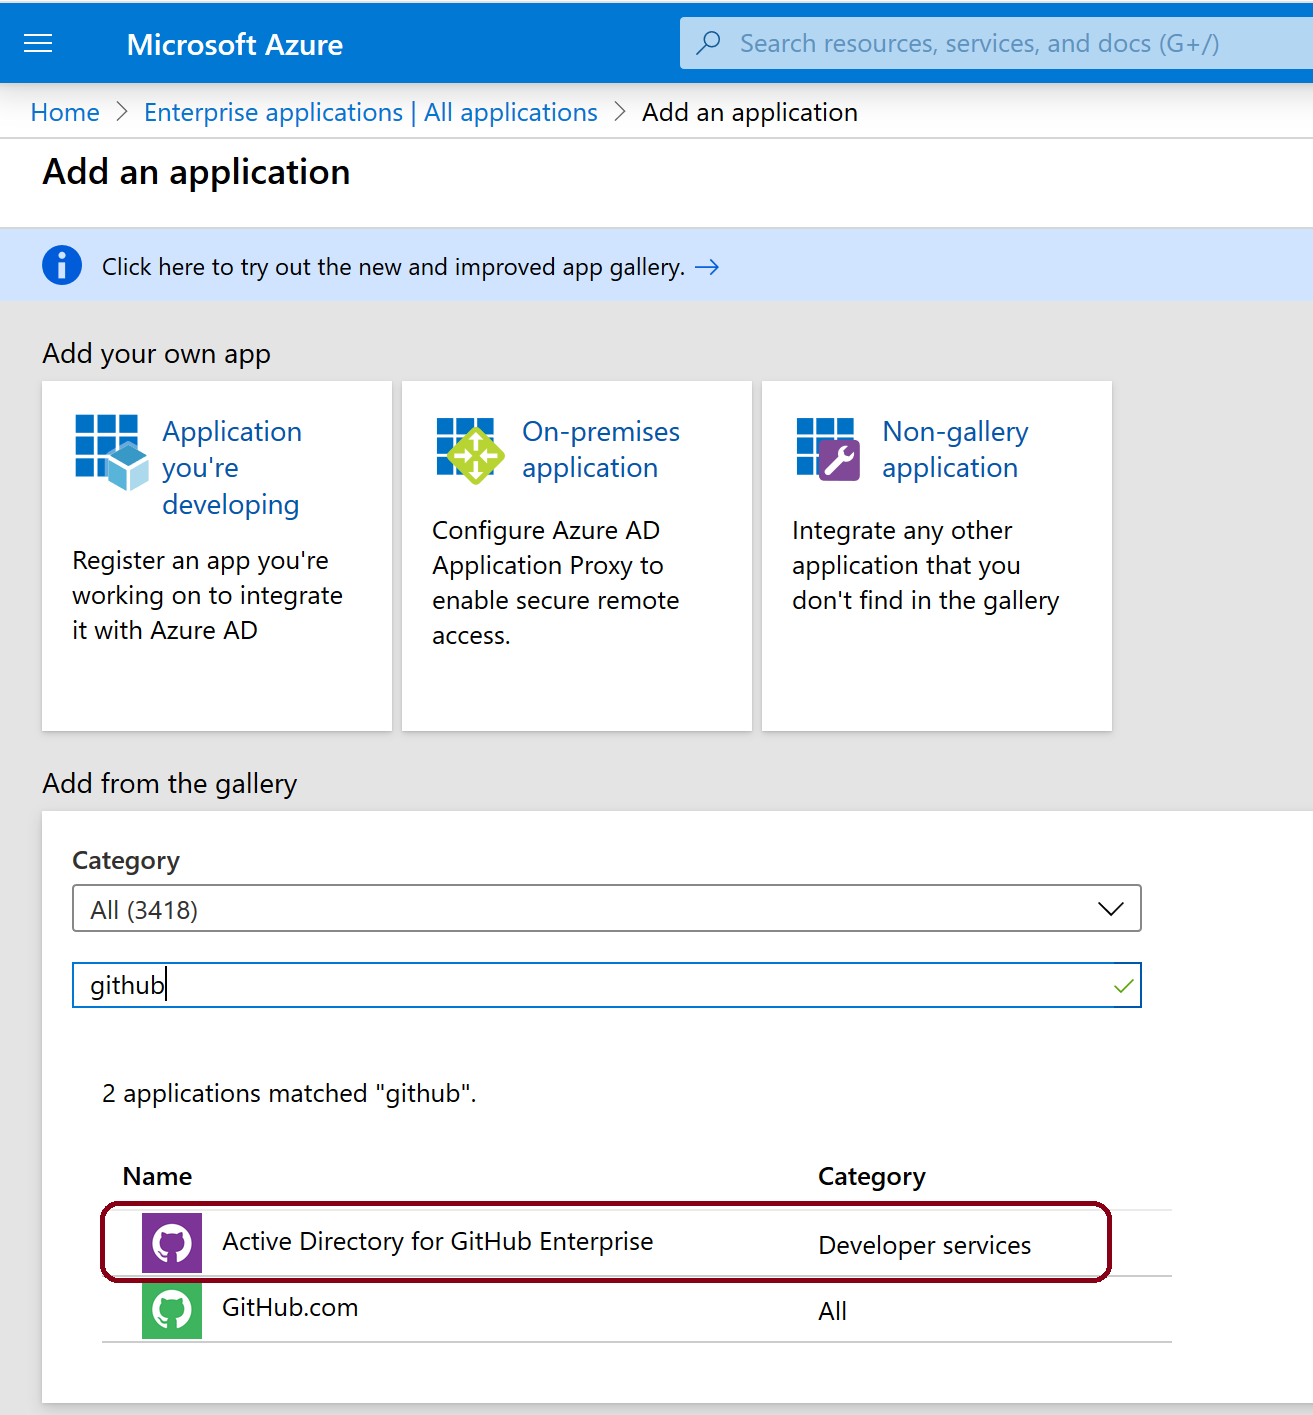 Microsoft Azure
Search resources, services, and docs (G+/)
Home > Enterprise applications | All applications > Add an application
Add an application
Click here to try out the new and improved app gallery. →
Add your own app
Application
you're
developing
Register an app you're
working on to integrate
it with Azure AD
On-premises
application
Configure Azure AD
Application Proxy to
enable secure remote
access.
Non-gallery
application
Integrate any other
application that you
don't find in the gallery
Add from the gallery
Category
All (3418)
github
2 applications matched "github".
Name Category
Active Directory for GitHub Enterprise Developer services
GitHub.com All